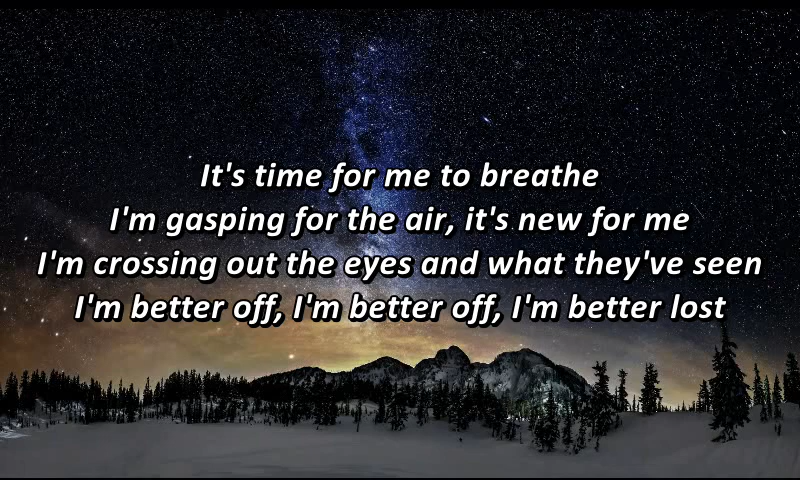 It's time for me to breathe
I'm gasping for the air, it's new for me
I'm crossing out the eyes and what they've seen
I'm better off, I'm better off, I'm better lost